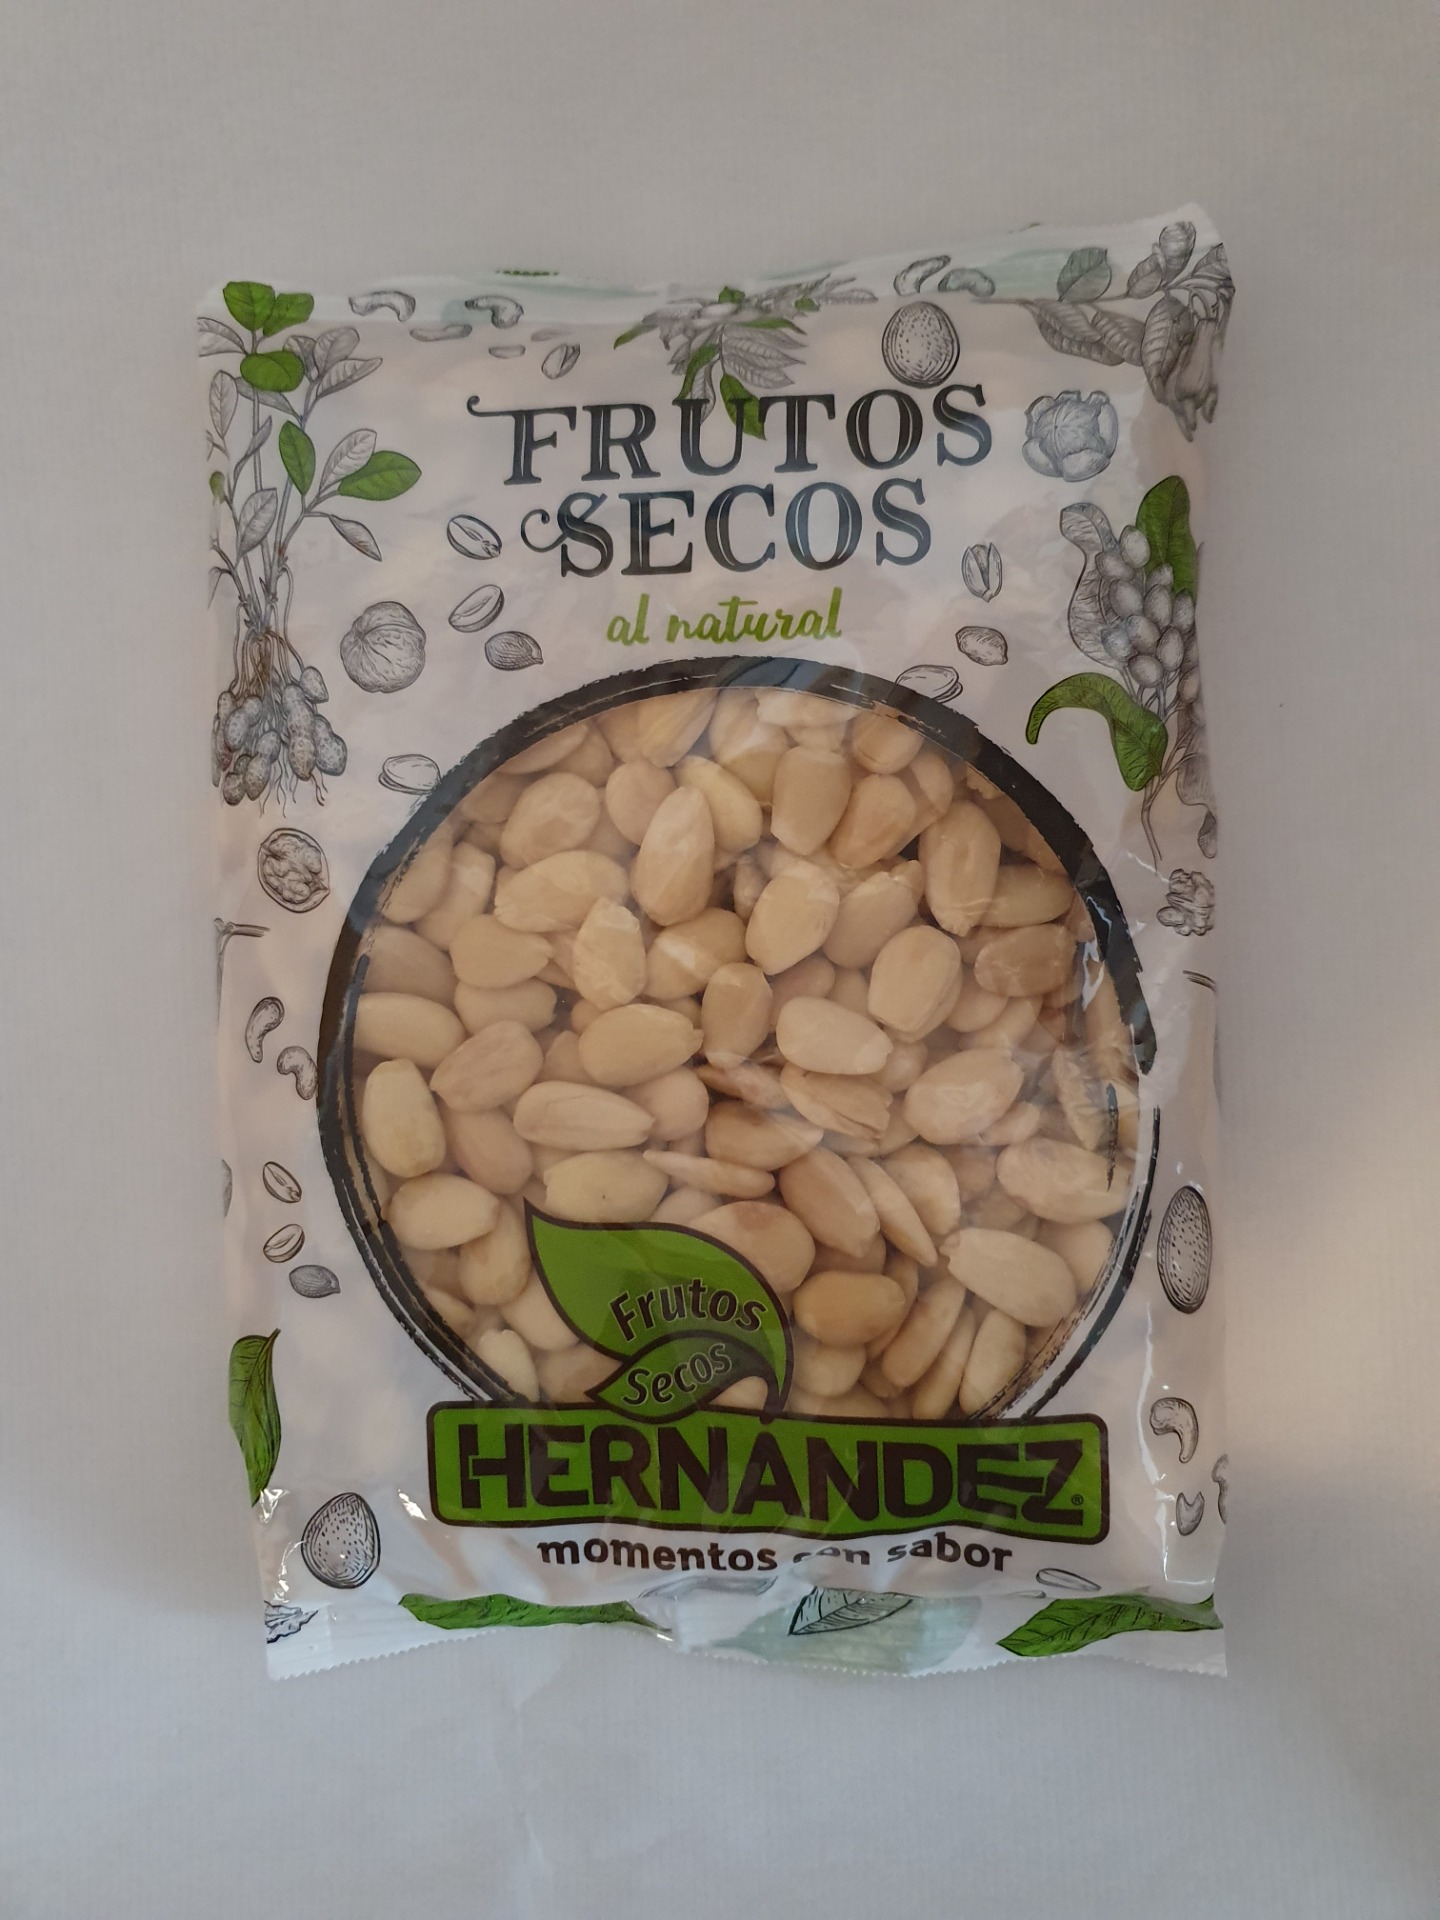 FRUTOS
SECOS
al natural
Frutos
Secos
HERNÁNDEZ®
momentos con sabor